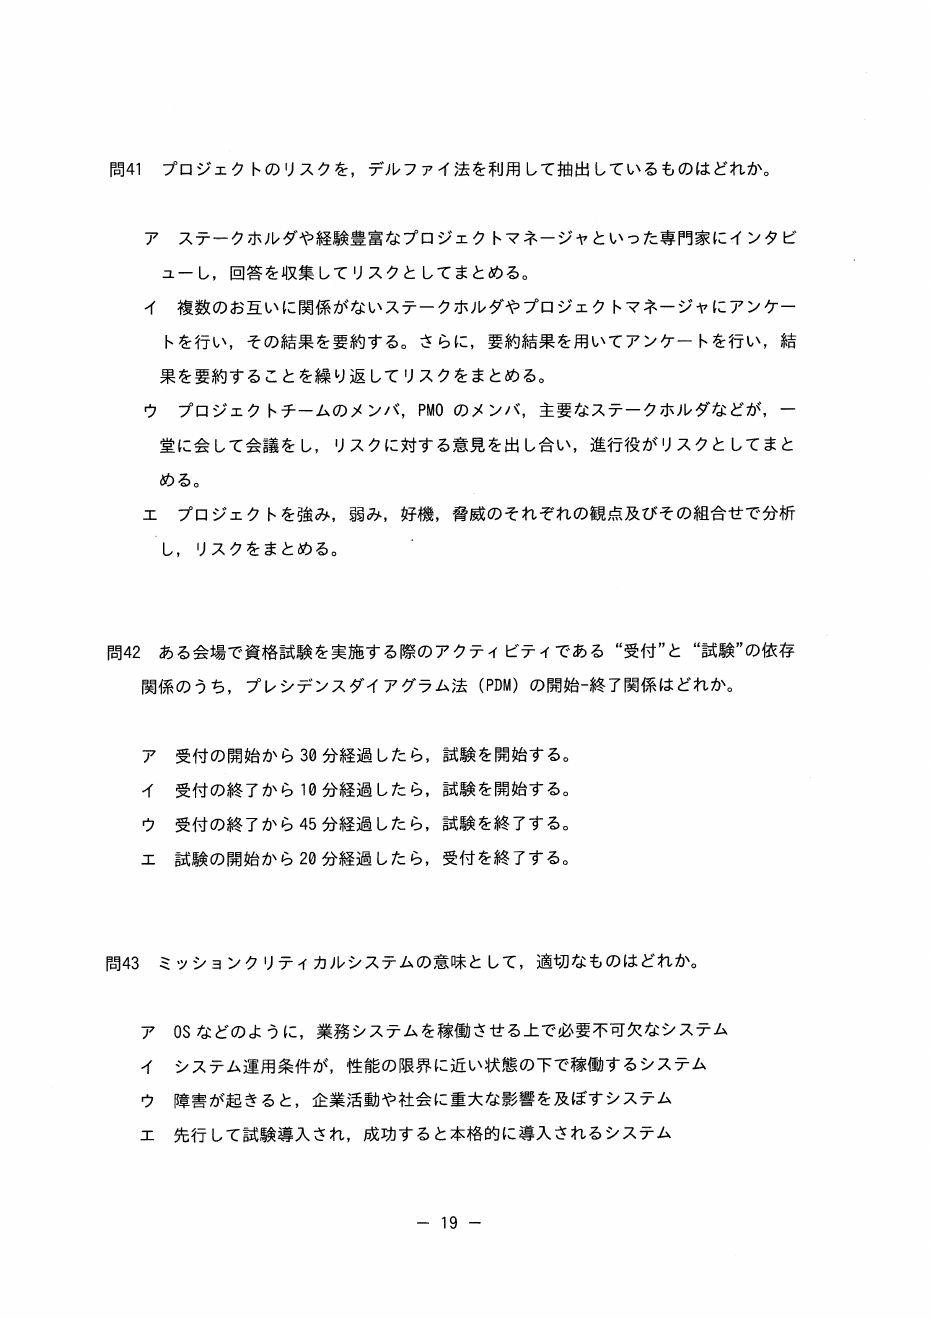 問41　プロジェクトのリスクを，デルファイ法を利用して抽出しているものはどれか。
ア　ステークホルダや経験豊富なプロジェクトマネージャといった専門家にインタビ
ューし，回答を収集してリスクとしてまとめる。
イ　複数のお互いに関係がないステークホルダやプロジェクトマネージャにアンケー
トを行い，その結果を要約する。さらに，要約結果を用いてアンケートを行い，結
果を要約することを繰り返してリスクをまとめる。
ウ　プロジェクトチームのメンバ，PMO のメンバ，主要なステークホルダなどが，一
堂に会して会議をし，リスクに対する意見を出し合い，進行役がリスクとしてまと
める。
エ　プロジェクトを強み，弱み，好機，脅威のそれぞれの観点及びその組合せで分析
し，リスクをまとめる。
問42　ある会場で資格試験を実施する際のアクティビティである “受付”と “試験”の依存
関係のうち，プレシデンスダイアグラム法（PDM）の開始-終了関係はどれか。
ア　受付の開始から 30 分経過したら，試験を開始する。
イ　受付の終了から 10 分経過したら，試験を開始する。
ウ　受付の終了から 45 分経過したら，試験を終了する。
エ　試験の開始から 20 分経過したら，受付を終了する。
問43　ミッションクリティカルシステムの意味として，適切なものはどれか。
ア　OS などのように，業務システムを稼働させる上で必要不可欠なシステム
イ　システム運用条件が，性能の限界に近い状態の下で稼働するシステム
ウ　障害が起きると，企業活動や社会に重大な影響を及ぼすシステム
エ　先行して試験導入され，成功すると本格的に導入されるシステム
－ 19 －